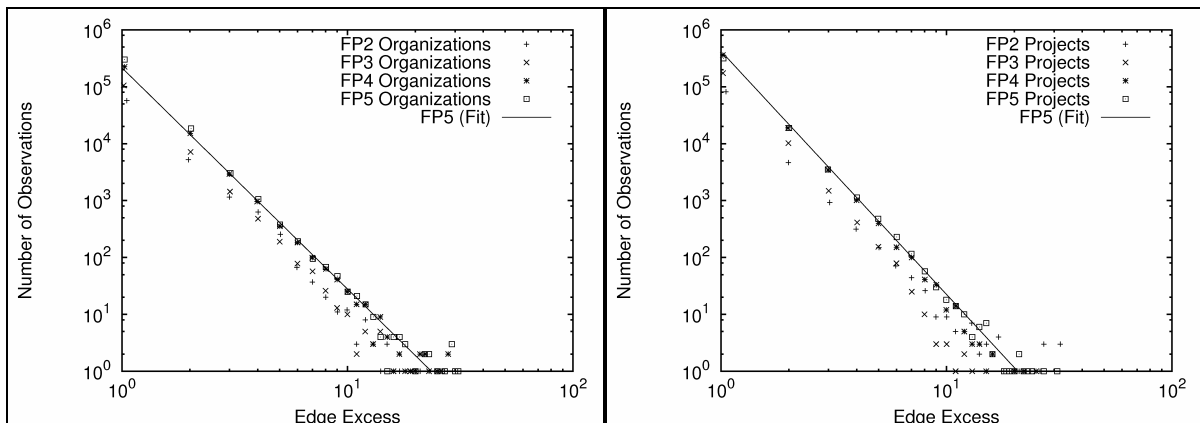 10^6
10^5
10^4
10^3
10^2
10^1
10^0
Number of Observations
FP2 Organizations
FP3 Organizations
FP4 Organizations
FP5 Organizations
FP5 (Fit)
10^0
10^1
10^2
Edge Excess
10^6
10^5
10^4
10^3
10^2
10^1
10^0
Number of Observations
FP2 Projects
FP3 Projects
FP4 Projects
FP5 Projects
FP5 (Fit)
10^0
10^1
10^2
Edge Excess